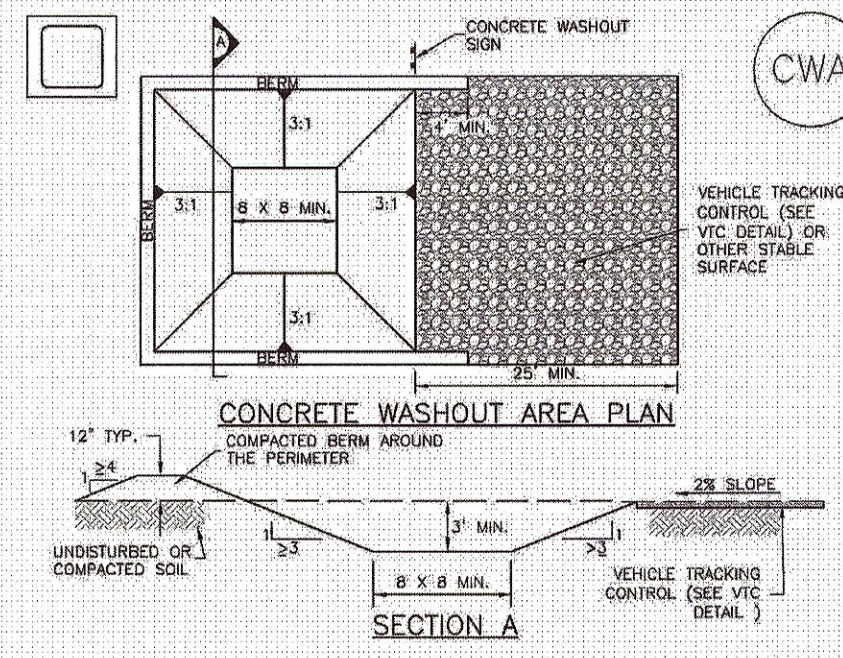 A
CONCRETE WASHOUT
SIGN
CWA
BERM
3:1
4' MIN.
BERM
3:1
8 X 8 MIN.
3:1
VEHICLE TRACKING
CONTROL (SEE
VTC DETAIL) OR
OTHER STABLE
SURFACE
3:1
BERM
25' MIN.
CONCRETE WASHOUT AREA PLAN
12" TYP.
COMPACTED BERM AROUND
THE PERIMETER
1
≥4
2% SLOPE
3' MIN.
1
≥3
>3
1
UNDISTURBED OR
COMPACTED SOIL
8 X 8 MIN.
VEHICLE TRACKING
CONTROL (SEE VTC
DETAIL )
SECTION A